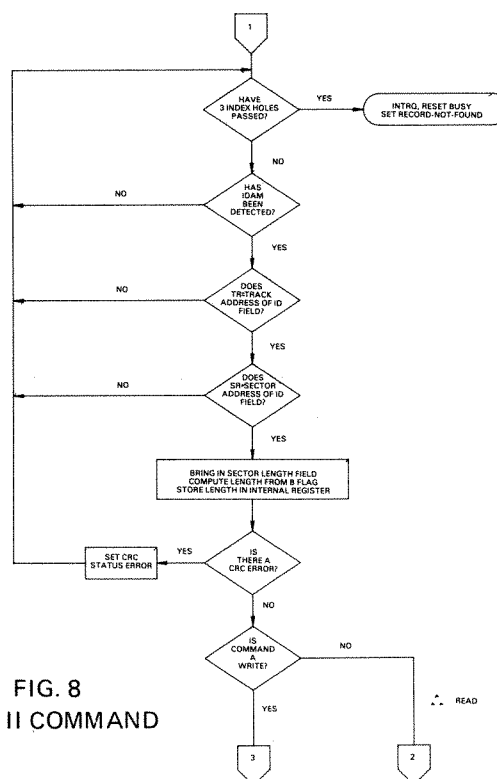 1
HAVE
3 INDEX HOLES
PASSED?
YES
INTRQ, RESET BUSY
SET RECORD-NOT-FOUND
NO
HAS
IDAM
BEEN
DETECTED?
NO
YES
DOES
TR=TRACK
ADDRESS OF ID
FIELD?
NO
YES
DOES
SR=SECTOR
ADDRESS OF ID
FIELD?
NO
YES
BRING IN SECTOR LENGTH FIELD
COMPUTE LENGTH FROM B FLAG
STORE LENGTH IN INTERNAL REGISTER
IS
THERE A
CRC ERROR?
YES
SET CRC
STATUS ERROR
NO
IS
COMMAND
A
WRITE?
NO
YES
∴ READ
3
2
FIG. 8
II COMMAND